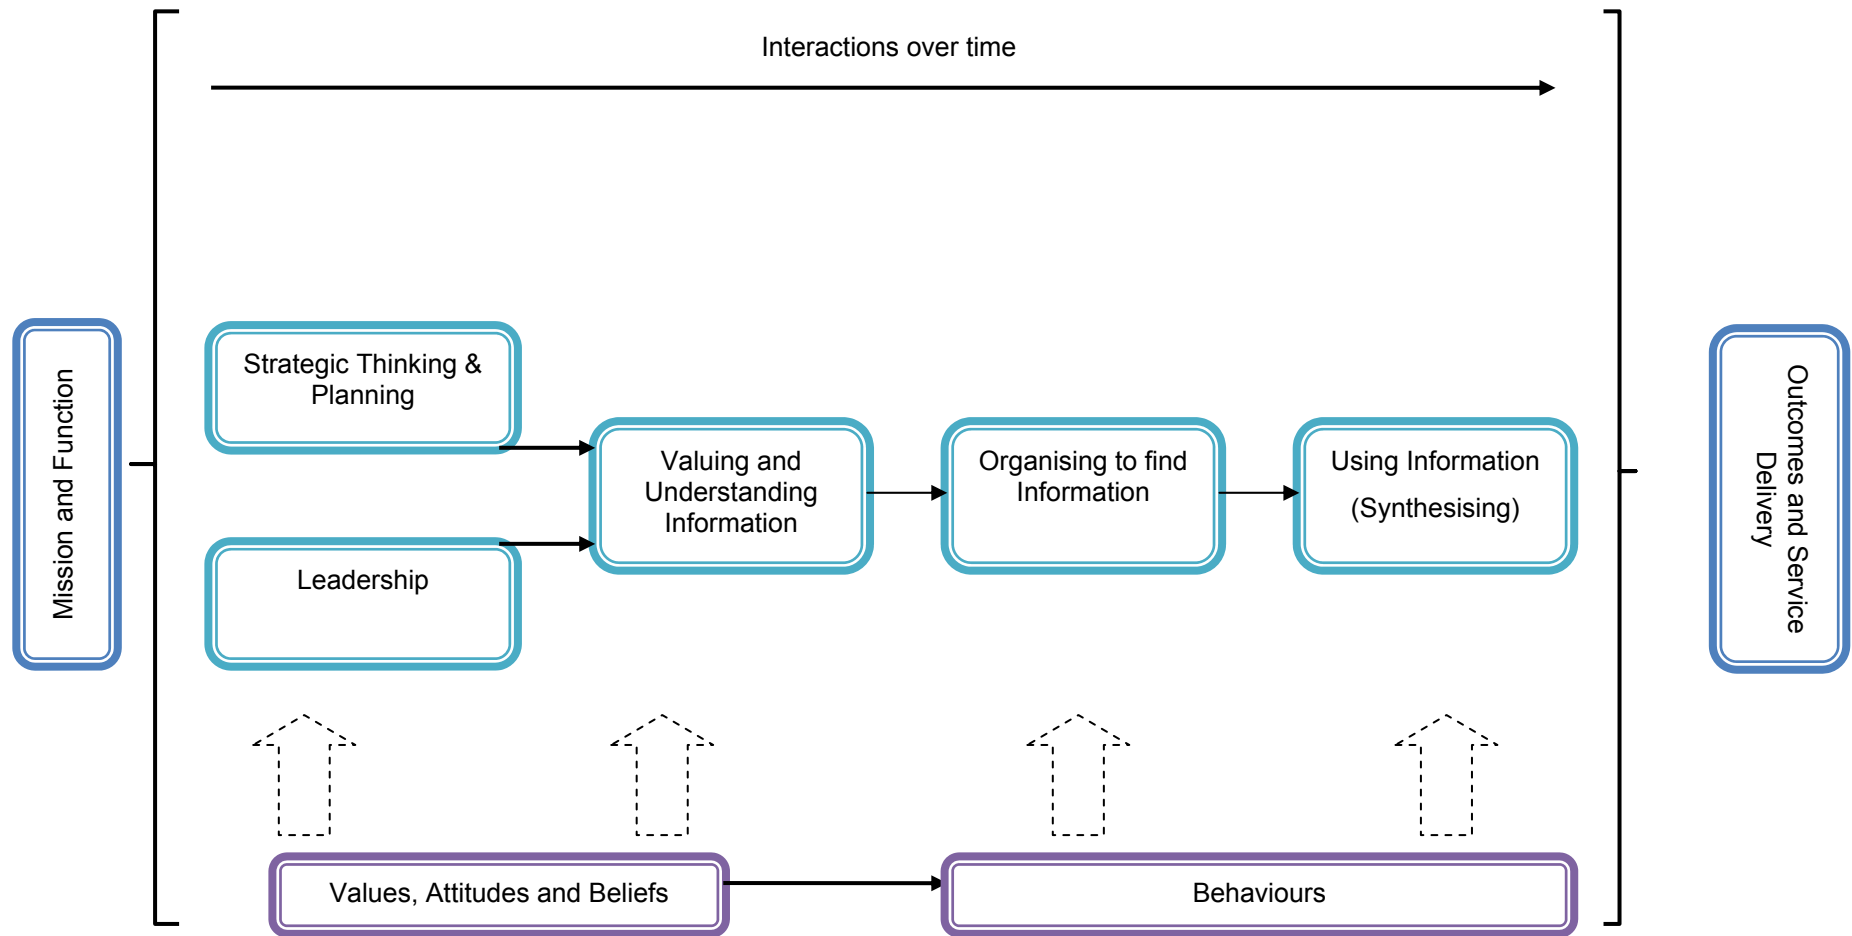 Interactions over time
Mission and Function
Strategic Thinking &
Planning
Leadership
Valuing and
Understanding
Information
Organising to find
Information
Using Information
(Synthesising)
Outcomes and Service
Delivery
Values, Attitudes and Beliefs
Behaviours